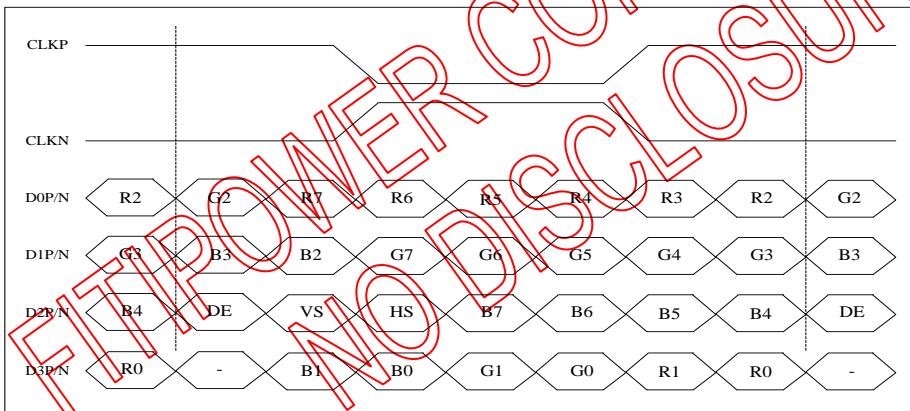 CLKP
CLKN
D0P/N R2 G2 R7 R6 R5 R4 R3 R2 G2
D1P/N G3 B3 B2 G7 G6 G5 G4 G3 B3
D2P/N B4 DE VS HS B7 B6 B5 B4 DE
D3P/N R0 - B1 B0 G1 G0 R1 R0 -
FITIPOWER
NO